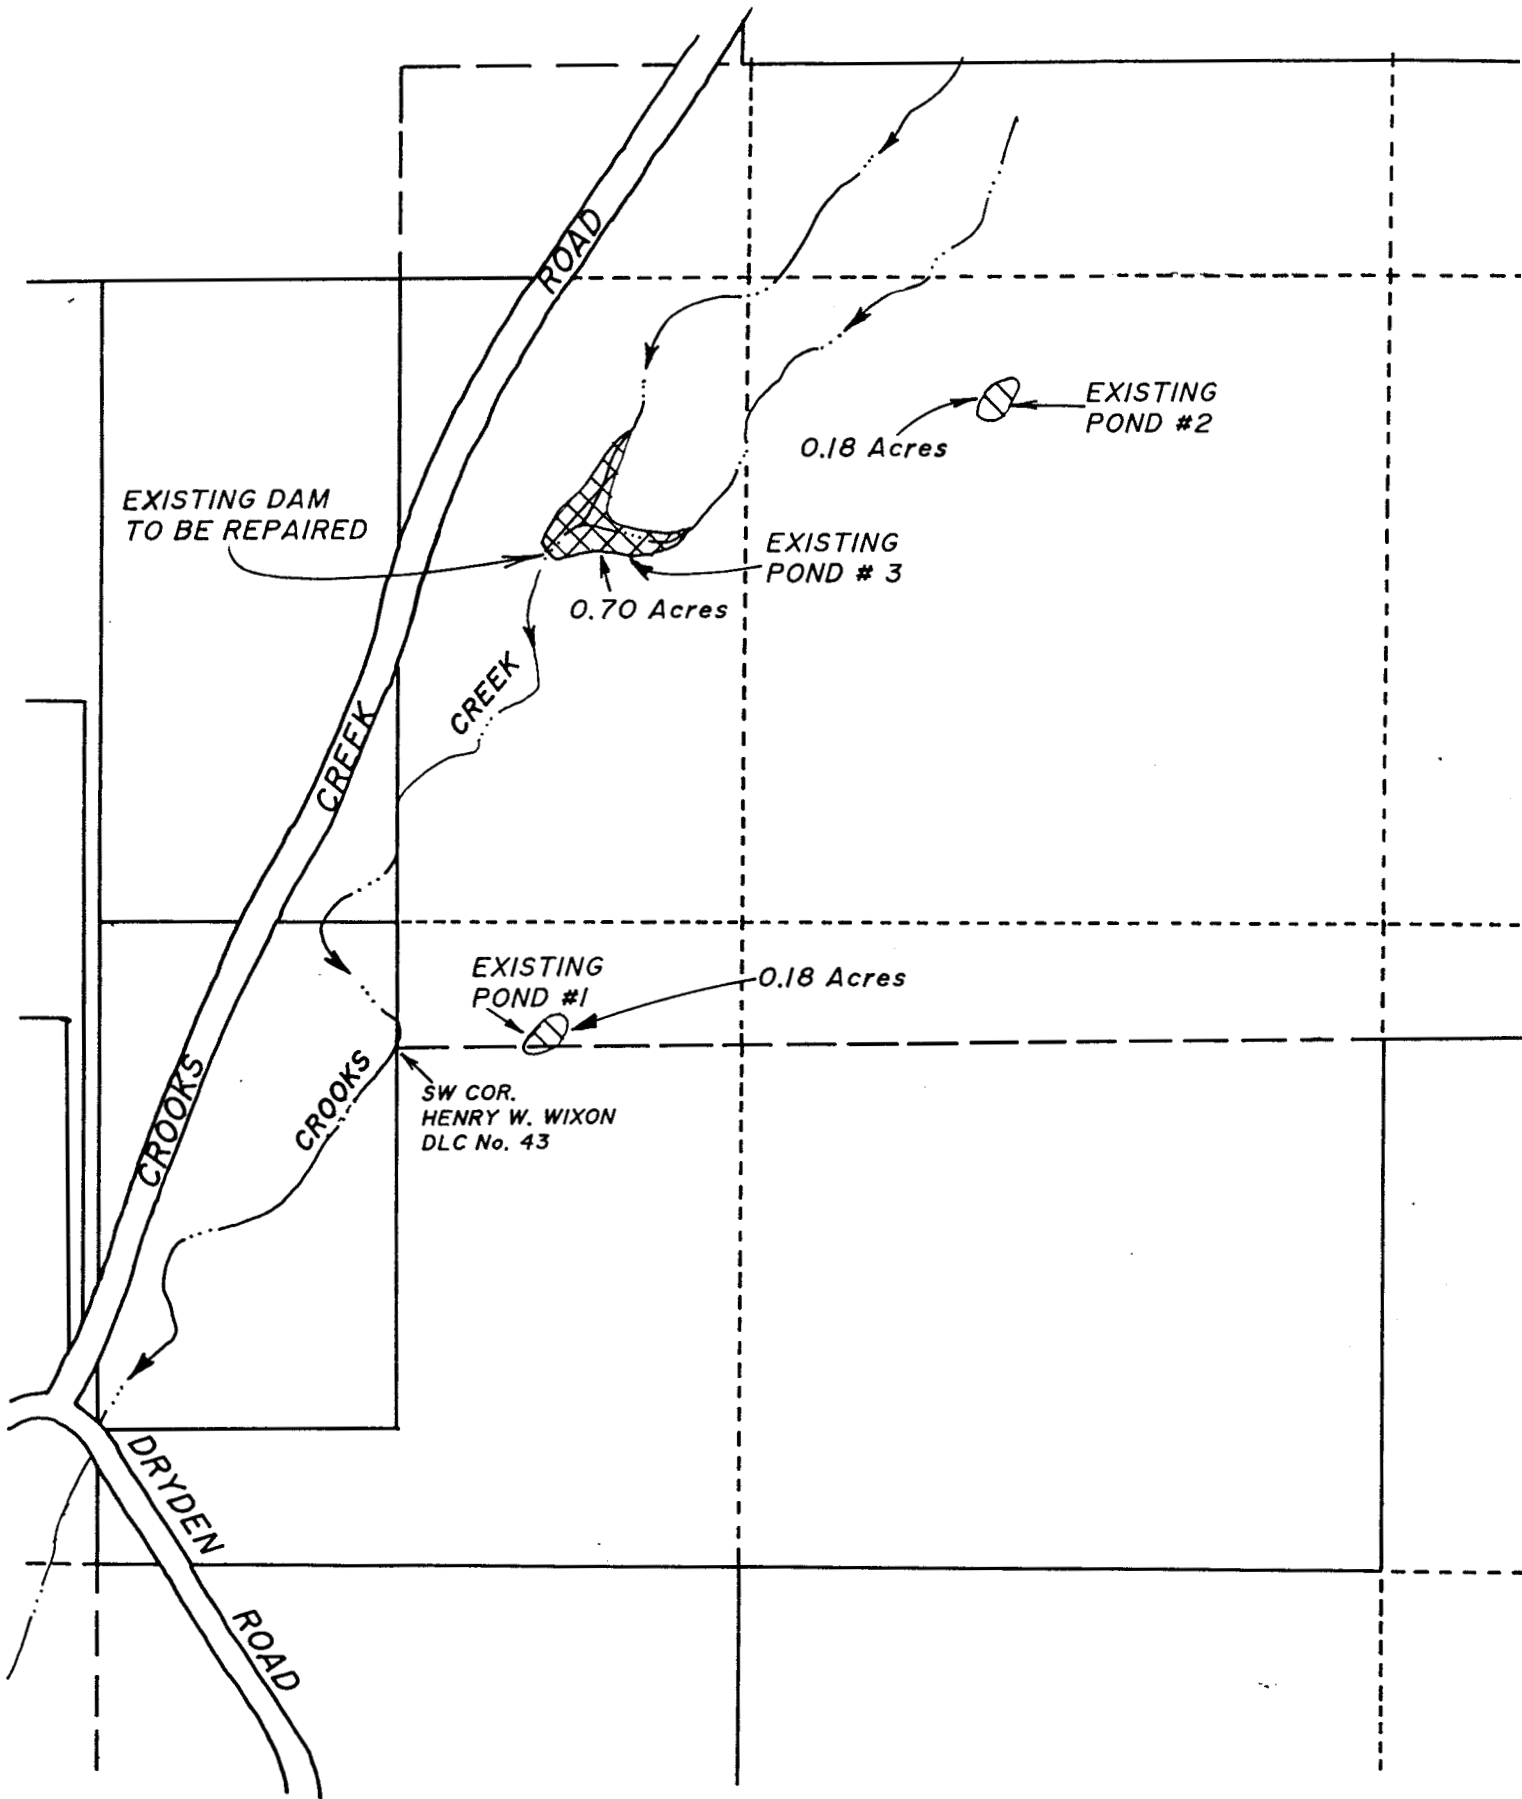 ROAD
EXISTING
POND #2
0.18 Acres
EXISTING DAM
TO BE REPAIRED
EXISTING
POND # 3
0.70 Acres
CREEK
CREEK
EXISTING
POND #1
0.18 Acres
CROOKS
CROOKS
SW COR.
HENRY W. WIXON
DLC No. 43
DRYDEN
ROAD